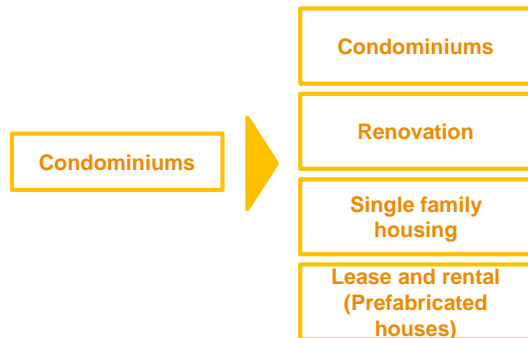 Condominiums
Condominiums
Renovation
Single family
housing
Lease and rental
(Prefabricated
houses)